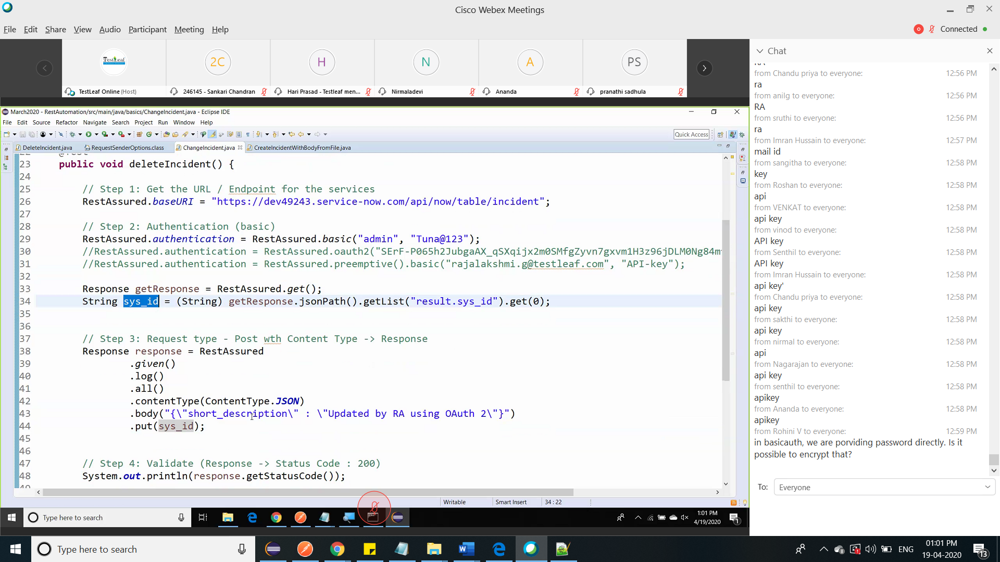 Cisco Webex Meetings
File Edit Share View Audio Participant Meeting Help
Connected
TestLeaf
2C
H
N
A
PS
TestLeaf Online (Host)
246145 - Sankari Chandran
Hari Prasad - Testleaf men...
Nirmaladevi
Ananda
pranathi sadhula
March2020 - RestAutomation/src/main/java/basics/ChangeIncident.java - Eclipse IDE
File Edit Source Refactor Navigate Search Project Run Window Help
Quick Access
DeleteIncident.java
RequestSenderOptions.class
ChangeIncident.java
CreateIncidentWithBodyFromFile.java
22 @Test
23 public void deleteIncident() {
24
25 // Step 1: Get the URL / Endpoint for the services
26 RestAssured.baseURI = "https://dev49243.service-now.com/api/now/table/incident";
27
28 // Step 2: Authentication (basic)
29 RestAssured.authentication = RestAssured.basic("admin", "Tuna@123");
30 //RestAssured.authentication = RestAssured.oauth2("SErF-P065h2JubgaAX_qSXqijx2m0SMfgZyvn7gxvm1H3z96jDLM0Ng84m
31 //RestAssured.authentication = RestAssured.preemptive().basic("rajalakshmi.g@testleaf.com", "API-key");
32
33 Response getResponse = RestAssured.get();
34 String sys_id = (String) getResponse.jsonPath().getList("result.sys_id").get(0);
35
36
37 // Step 3: Request type - Post wth Content Type -> Response
38 Response response = RestAssured
39 .given()
40 .log()
41 .all()
42 .contentType(ContentType.JSON)
43 .body("{\"short_description\" : \"Updated by RA using OAuth 2\"}")
44 .put(sys_id);
45
46
47 // Step 4: Validate (Response -> Status Code : 200)
48 System.out.println(response.getStatusCode());
49
Writable
Smart Insert
34 : 22
Type here to search
1:01 PM
4/19/2020
1
Chat
RA
from Chandu priya to everyone: 12:56 PM
ra
from anilg to everyone: 12:56 PM
RA
from sruthi to everyone: 12:56 PM
ra
from Imran Hussain to everyone: 12:57 PM
mail id
from sangitha to everyone: 12:58 PM
key
from Roshan to everyone: 12:58 PM
api
from VENKAT to everyone: 12:58 PM
api key
from vinod to everyone: 12:58 PM
API key
from Senthil to everyone: 12:58 PM
API key
from Imran Hussain to everyone: 12:58 PM
api key'
from Chandu priya to everyone: 12:58 PM
api key
from sakthi to everyone: 12:58 PM
api key
from nirmal to everyone: 12:58 PM
api
from Nagarajan to everyone: 12:58 PM
api key
from senthil to everyone: 12:58 PM
apikey
from Ananda to everyone: 12:58 PM
apikey
from Rohini V to everyone: 12:59 PM
in basicauth, we are porviding password directly. Is it
possible to encrypt that?
To: Everyone
Type here to search
ENG
01:01 PM
19-04-2020
13